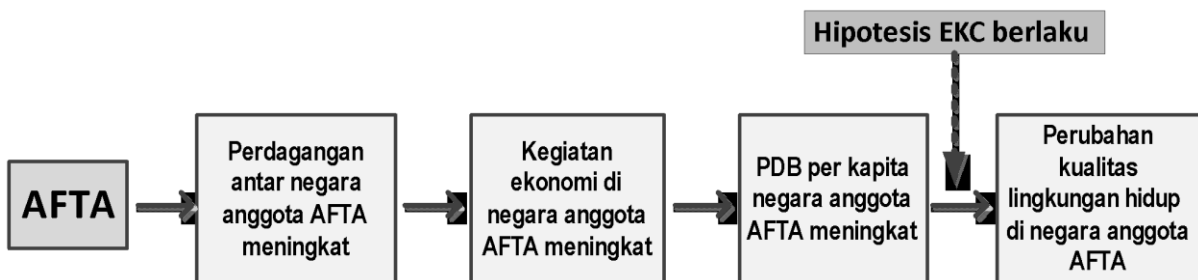 Hipotesis EKC berlaku
AFTA
Perdagangan
antar negara
anggota AFTA
meningkat
Kegiatan
ekonomi di
negara anggota
AFTA meningkat
PDB per kapita
negara anggota
AFTA meningkat
Perubahan
kualitas
lingkungan hidup
di negara anggota
AFTA